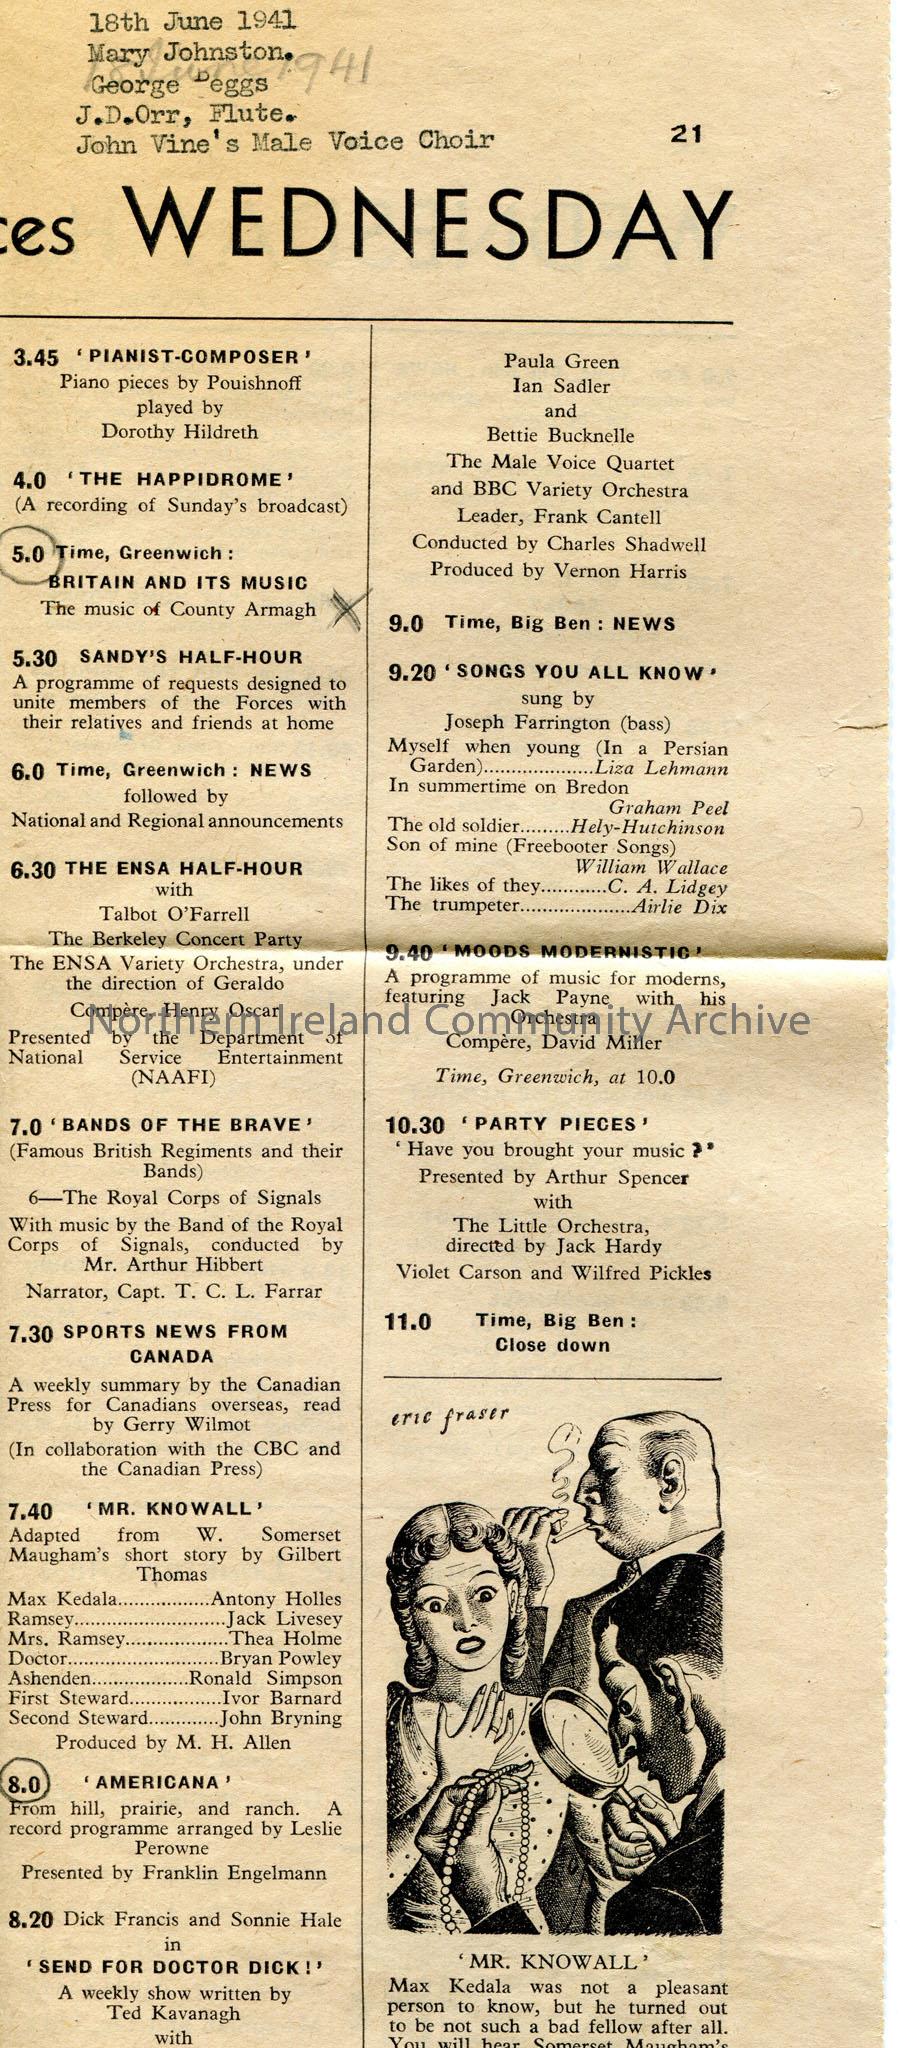 18th June 1941
Mary Johnston.
18 June 1941
George Beggs
J.D.Orr, Flute.
John Vine's Male Voice Choir
21
ces WEDNESDAY
3.45 ‘PIANIST-COMPOSER’
Piano pieces by Pouishnoff
played by
Dorothy Hildreth
4.0 ‘THE HAPPIDROME’
(A recording of Sunday's broadcast)
5.0 Time, Greenwich :
BRITAIN AND ITS MUSIC
The music of County Armagh X
5.30 SANDY'S HALF-HOUR
A programme of requests designed to
unite members of the Forces with
their relatives and friends at home
6.0 Time, Greenwich : NEWS
followed by
National and Regional announcements
6.30 THE ENSA HALF-HOUR
with
Talbot O'Farrell
The Berkeley Concert Party
The ENSA Variety Orchestra, under
the direction of Geraldo
Compère, Henry Oscar
Presented by the Department of
National Service Entertainment
(NAAFI)
7.0 ‘BANDS OF THE BRAVE’
(Famous British Regiments and their
Bands)
6—The Royal Corps of Signals
With music by the Band of the Royal
Corps of Signals, conducted by
Mr. Arthur Hibbert
Narrator, Capt. T. C. L. Farrar
7.30 SPORTS NEWS FROM
CANADA
A weekly summary by the Canadian
Press for Canadians overseas, read
by Gerry Wilmot
(In collaboration with the CBC and
the Canadian Press)
7.40 ‘MR. KNOWALL’
Adapted from W. Somerset
Maugham's short story by Gilbert
Thomas
Max Kedala...............Antony Holles
Ramsey........................Jack Livesey
Mrs. Ramsey..................Thea Holme
Doctor.........................Bryan Powley
Ashenden................Ronald Simpson
First Steward...............Ivor Barnard
Second Steward............John Bryning
Produced by M. H. Allen
8.0 ‘AMERICANA’
From hill, prairie, and ranch. A
record programme arranged by Leslie
Perowne
Presented by Franklin Engelmann
8.20 Dick Francis and Sonnie Hale
in
‘SEND FOR DOCTOR DICK!’
A weekly show written by
Ted Kavanagh
with
Paula Green
Ian Sadler
and
Bettie Bucknelle
The Male Voice Quartet
and BBC Variety Orchestra
Leader, Frank Cantell
Conducted by Charles Shadwell
Produced by Vernon Harris
9.0 Time, Big Ben : NEWS
9.20 ‘SONGS YOU ALL KNOW’
sung by
Joseph Farrington (bass)
Myself when young (In a Persian
Garden)....................Liza Lehmann
In summertime on Bredon
Graham Peel
The old soldier.........Hely-Hutchinson
Son of mine (Freebooter Songs)
William Wallace
The likes of they............C. A. Lidgey
The trumpeter.....................Airlie Dix
9.40 ‘MOODS MODERNISTIC’
A programme of music for moderns,
featuring Jack Payne with his
Orchestra
Compère, David Miller
Time, Greenwich, at 10.0
10.30 ‘PARTY PIECES’
‘Have you brought your music ?’
Presented by Arthur Spencer
with
The Little Orchestra,
directed by Jack Hardy
Violet Carson and Wilfred Pickles
11.0 Time, Big Ben :
Close down
eric fraser
‘MR. KNOWALL’
Max Kedala was not a pleasant
person to know, but he turned out
to be not such a bad fellow after all.
You will hear Somerset Maugham's
Northern Ireland Community Archive